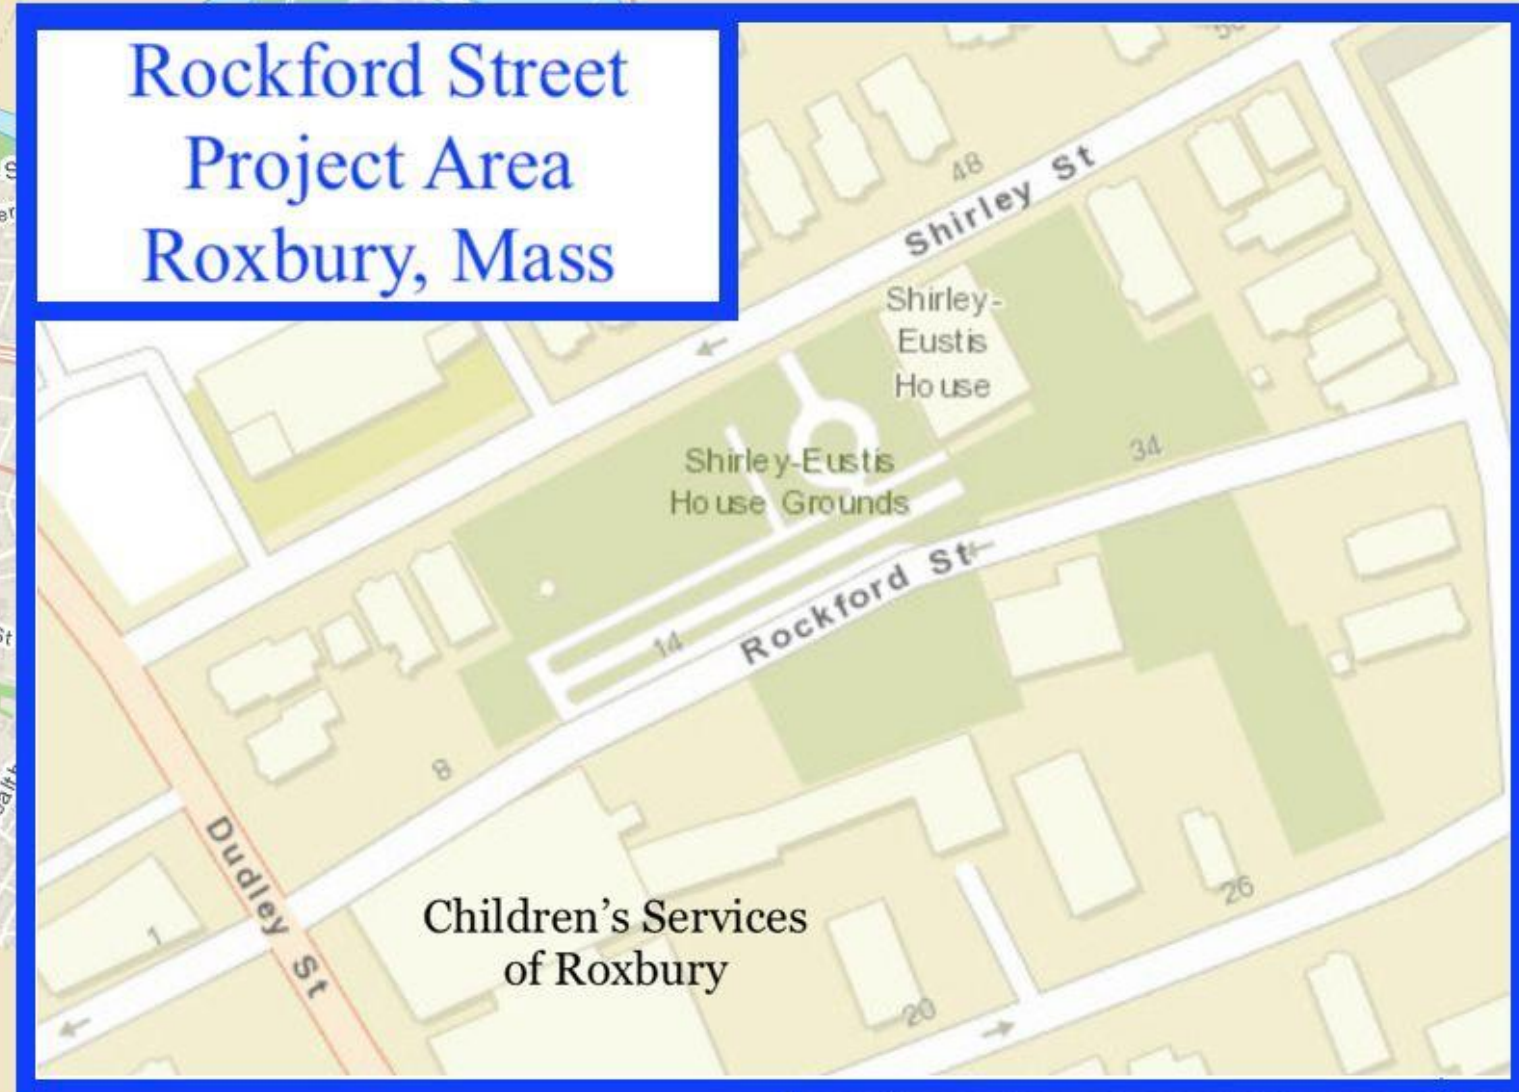 Rockford Street
Project Area
Roxbury, Mass
48
Shirley St
Shirley-
Eustis
House
Shirley-Eustis
House Grounds
34
Rockford St
14
8
Dudley St
1
Children's Services
of Roxbury
26
20